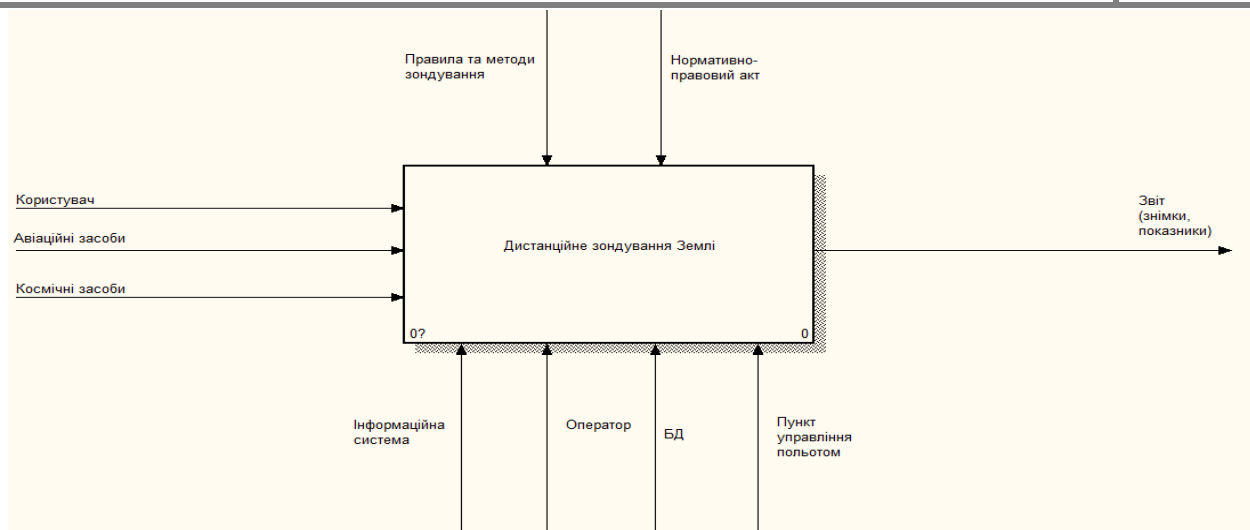 Правила та методи
зондування
Нормативно-
правовий акт
Користувач
Авіаційні засоби
Космічні засоби
Дистанційне зондування Землі
0?
0
Звіт
(знімки,
показники)
Інформаційна
система
Оператор
БД
Пункт
управління
польотом